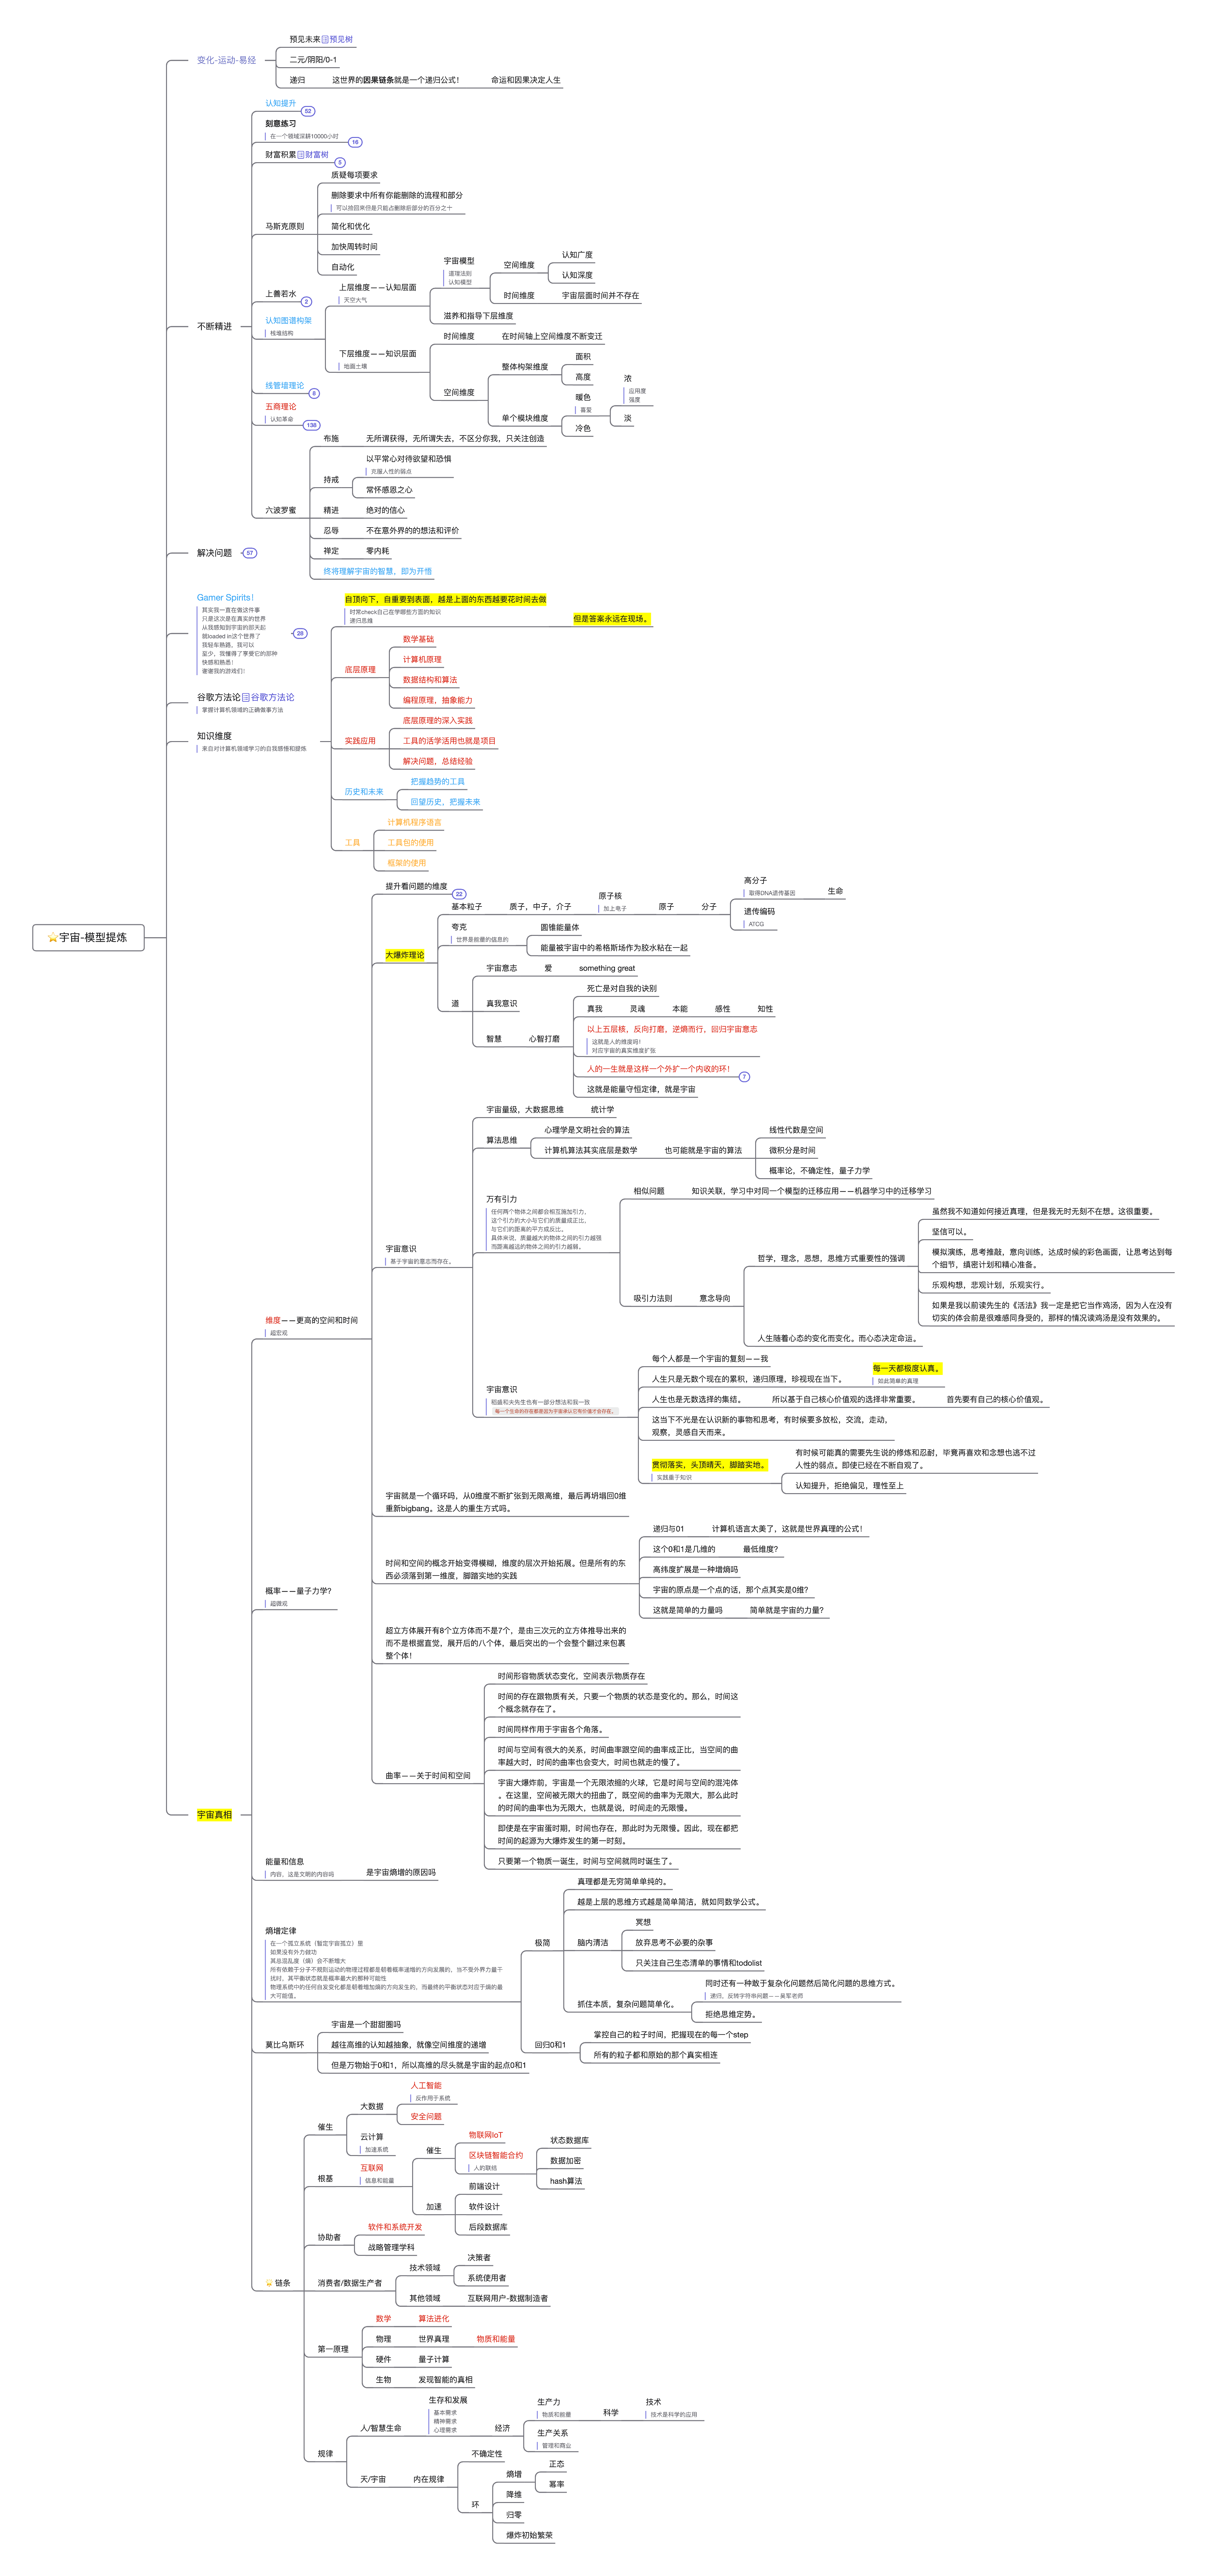 ⭐宇宙-模型提炼
变化-运动-易经
预见未来 预见树
二元/阴阳/0-1
递归
这世界的因果链条就是一个递归公式!
命运和因果决定人生
不断精进
认知提升
52
刻意练习
在一个领域深耕10000小时
16
财富积累 财富树
5
马斯克原则
质疑每项要求
删除要求中所有你能删除的流程和部分
可以捡回来但是只能占删除后部分的百分之十
简化和优化
加快周转时间
自动化
上善若水
2
认知图谱构架
栈堆结构
上层维度——认知层面
天空大气
宇宙模型
道理法则
认知模型
空间维度
认知广度
认知深度
时间维度
宇宙层面时间并不存在
滋养和指导下层维度
下层维度——知识层面
地面土壤
时间维度
在时间轴上空间维度不断变迁
空间维度
整体构架维度
面积
高度
单个模块维度
暖色
喜爱
浓
应用度
强度
淡
冷色
线管墙理论
8
五商理论
认知革命
138
六波罗蜜
布施
无所谓获得，无所谓失去，不区分你我，只关注创造
持戒
以平常心对待欲望和恐惧
克服人性的弱点
常怀感恩之心
精进
绝对的信心
忍辱
不在意外界的的想法和评价
禅定
零内耗
终将理解宇宙的智慧，即为开悟
解决问题
57
Gamer Spirits!
其实我一直在做这件事
只是这次是在真实的世界
从我感知到宇宙的那天起
就loaded in这个世界了
我轻车熟路，我可以
至少，我懂得了享受它的那种
快感和熟悉!
谢谢我的游戏们!
28
谷歌方法论 谷歌方法论
掌握计算机领域的正确做事方法
知识维度
来自对计算机领域学习的自我感悟和提炼
自顶向下，自重要到表面，越是上面的东西越要花时间去做
时常check自己在学哪些方面的知识
递归思维
但是答案永远在现场。
底层原理
数学基础
计算机原理
数据结构和算法
编程原理，抽象能力
实践应用
底层原理的深入实践
工具的活学活用也就是项目
解决问题，总结经验
历史和未来
把握趋势的工具
回望历史，把握未来
工具
计算机程序语言
工具包的使用
框架的使用
宇宙真相
维度——更高的空间和时间
超宏观
提升看问题的维度
22
大爆炸理论
基本粒子
质子，中子，介子
原子核
加上电子
原子
分子
高分子
取得DNA遗传基因
生命
遗传编码
ATCG
夸克
世界是能量的信息的
圆锥能量体
能量被宇宙中的希格斯场作为胶水粘在一起
道
宇宙意志
爱
something great
真我意识
智慧
心智打磨
死亡是对自我的诀别
真我
灵魂
本能
感性
知性
以上五层核，反向打磨，逆熵而行，回归宇宙意志
这就是人的维度吗!
对应宇宙的真实维度扩张
人的一生就是这样一个外扩一个内收的环!
7
这就是能量守恒定律，就是宇宙
宇宙意识
基于宇宙的意志而存在。
宇宙量级，大数据思维
统计学
算法思维
心理学是文明社会的算法
计算机算法其实底层是数学
也可能就是宇宙的算法
线性代数是空间
微积分是时间
概率论，不确定性，量子力学
万有引力
任何两个物体之间都会相互施加引力，
这个引力的大小与它们的质量成正比，
与它们的距离的平方成反比。
具体来说，质量越大的物体之间的引力越强
而距离越远的物体之间的引力越弱。
相似问题
知识关联，学习中对同一个模型的迁移应用——机器学习中的迁移学习
吸引力法则
意念导向
哲学，理念，思想，思维方式重要性的强调
虽然我不知道如何接近真理，但是我无时无刻不在想。这很重要。
坚信可以。
模拟演练，思考推敲，意向训练，达成时候的彩色画面，让思考达到每
个细节，缜密计划和精心准备。
乐观构想，悲观计划，乐观实行。
如果是我以前读先生的《活法》我一定是把它当作鸡汤，因为人在没有
切实的体会前是很难感同身受的，那样的情况读鸡汤是没有效果的。
人生随着心态的变化而变化。而心态决定命运。
宇宙意识
稻盛和夫先生也有一部分想法和我一致
每一个生命的存在都是因为宇宙承认它有价值才会存在。
每个人都是一个宇宙的复刻——我
人生只是无数个现在的累积，递归原理，珍视现在当下。
每一天都极度认真。
如此简单的真理
人生也是无数选择的集结。
所以基于自己核心价值观的选择非常重要。
首先要有自己的核心价值观。
这当下不光是在认识新的事物和思考，有时候要多放松，交流，走动，
观察，灵感自天而来。
贯彻落实，头顶晴天，脚踏实地。
实践重于知识
有时候可能真的需要先生说的修炼和忍耐，毕竟再喜欢和念想也逃不过
人性的弱点。即使已经在不断自观了。
认知提升，拒绝偏见，理性至上
宇宙就是一个循环吗，从0维度不断扩张到无限高维，最后再坍塌回0维
重新bigbang。这是人的重生方式吗。
时间和空间的概念开始变得模糊，维度的层次开始拓展。但是所有的东
西必须落到第一维度，脚踏实地的实践
递归与01
计算机语言太美了，这就是世界真理的公式!
这个0和1是几维的
最低维度?
高纬度扩展是一种增熵吗
宇宙的原点是一个点的话，那个点其实是0维?
这就是简单的力量吗
简单就是宇宙的力量?
超立方体展开有8个立方体而不是7个，是由三次元的立方体推导出来的
而不是根据直觉，展开后的八个体，最后突出的一个会整个翻过来包裹
整个体!
曲率——关于时间和空间
时间形容物质状态变化，空间表示物质存在
时间的存在跟物质有关，只要一个物质的状态是变化的。那么，时间这
个概念就存在了。
时间同样作用于宇宙各个角落。
时间与空间有很大的关系，时间曲率跟空间的曲率成正比，当空间的曲
率越大时，时间的曲率也会变大，时间也就走的慢了。
宇宙大爆炸前，宇宙是一个无限浓缩的火球，它是时间与空间的混沌体
。在这里，空间被无限大的扭曲了，既空间的曲率为无限大，那么此时
的时间的曲率也为无限大，也就是说，时间走的无限慢。
即使是在宇宙蛋时期，时间也存在，那此时为无限慢。因此，现在都把
时间的起源为大爆炸发生的第一时刻。
只要第一个物质一诞生，时间与空间就同时诞生了。
概率——量子力学?
超微观
能量和信息
内容，这是文明的内容吗
是宇宙熵增的原因吗
熵增定律
在一个孤立系统（暂定宇宙孤立）里
如果没有外力做功
其总混乱度（熵）会不断增大
所有依赖于分子不规则运动的物理过程都是朝着概率递增的方向发展的，当不受外界力量干
扰时，其平衡状态就是概率最大的那种可能性
物理系统中的任何自发变化都是朝着增加熵的方向发生的，而最终的平衡状态对应于熵的最
大可能值。
极简
真理都是无穷简单单纯的。
越是上层的思维方式越是简单简洁，就如同数学公式。
脑内清洁
冥想
放弃思考不必要的杂事
只关注自己生态清单的事情和todolist
抓住本质，复杂问题简单化。
同时还有一种敢于复杂化问题然后简化问题的思维方式。
递归，反转字符串问题——吴军老师
拒绝思维定势。
回归0和1
掌控自己的粒子时间，把握现在的每一个step
所有的粒子都和原始的那个真实相连
莫比乌斯环
宇宙是一个甜甜圈吗
越往高维的认知越抽象，就像空间维度的递增
但是万物始于0和1，所以高维的尽头就是宇宙的起点0和1
链条
催生
大数据
人工智能
反作用于系统
安全问题
云计算
加速系统
根基
互联网
信息和能量
催生
物联网IoT
区块链智能合约
人的联结
状态数据库
数据加密
hash算法
加速
前端设计
软件设计
后段数据库
协助者
软件和系统开发
战略管理学科
消费者/数据生产者
技术领域
决策者
系统使用者
其他领域
互联网用户-数据制造者
第一原理
数学
算法进化
物理
世界真理
物质和能量
硬件
量子计算
生物
发现智能的真相
规律
人/智慧生命
生存和发展
基本需求
精神需求
心理需求
经济
生产力
物质和能量
科学
技术
技术是科学的应用
生产关系
管理和商业
天/宇宙
内在规律
不确定性
环
熵增
正态
幂率
降维
归零
爆炸初始繁荣